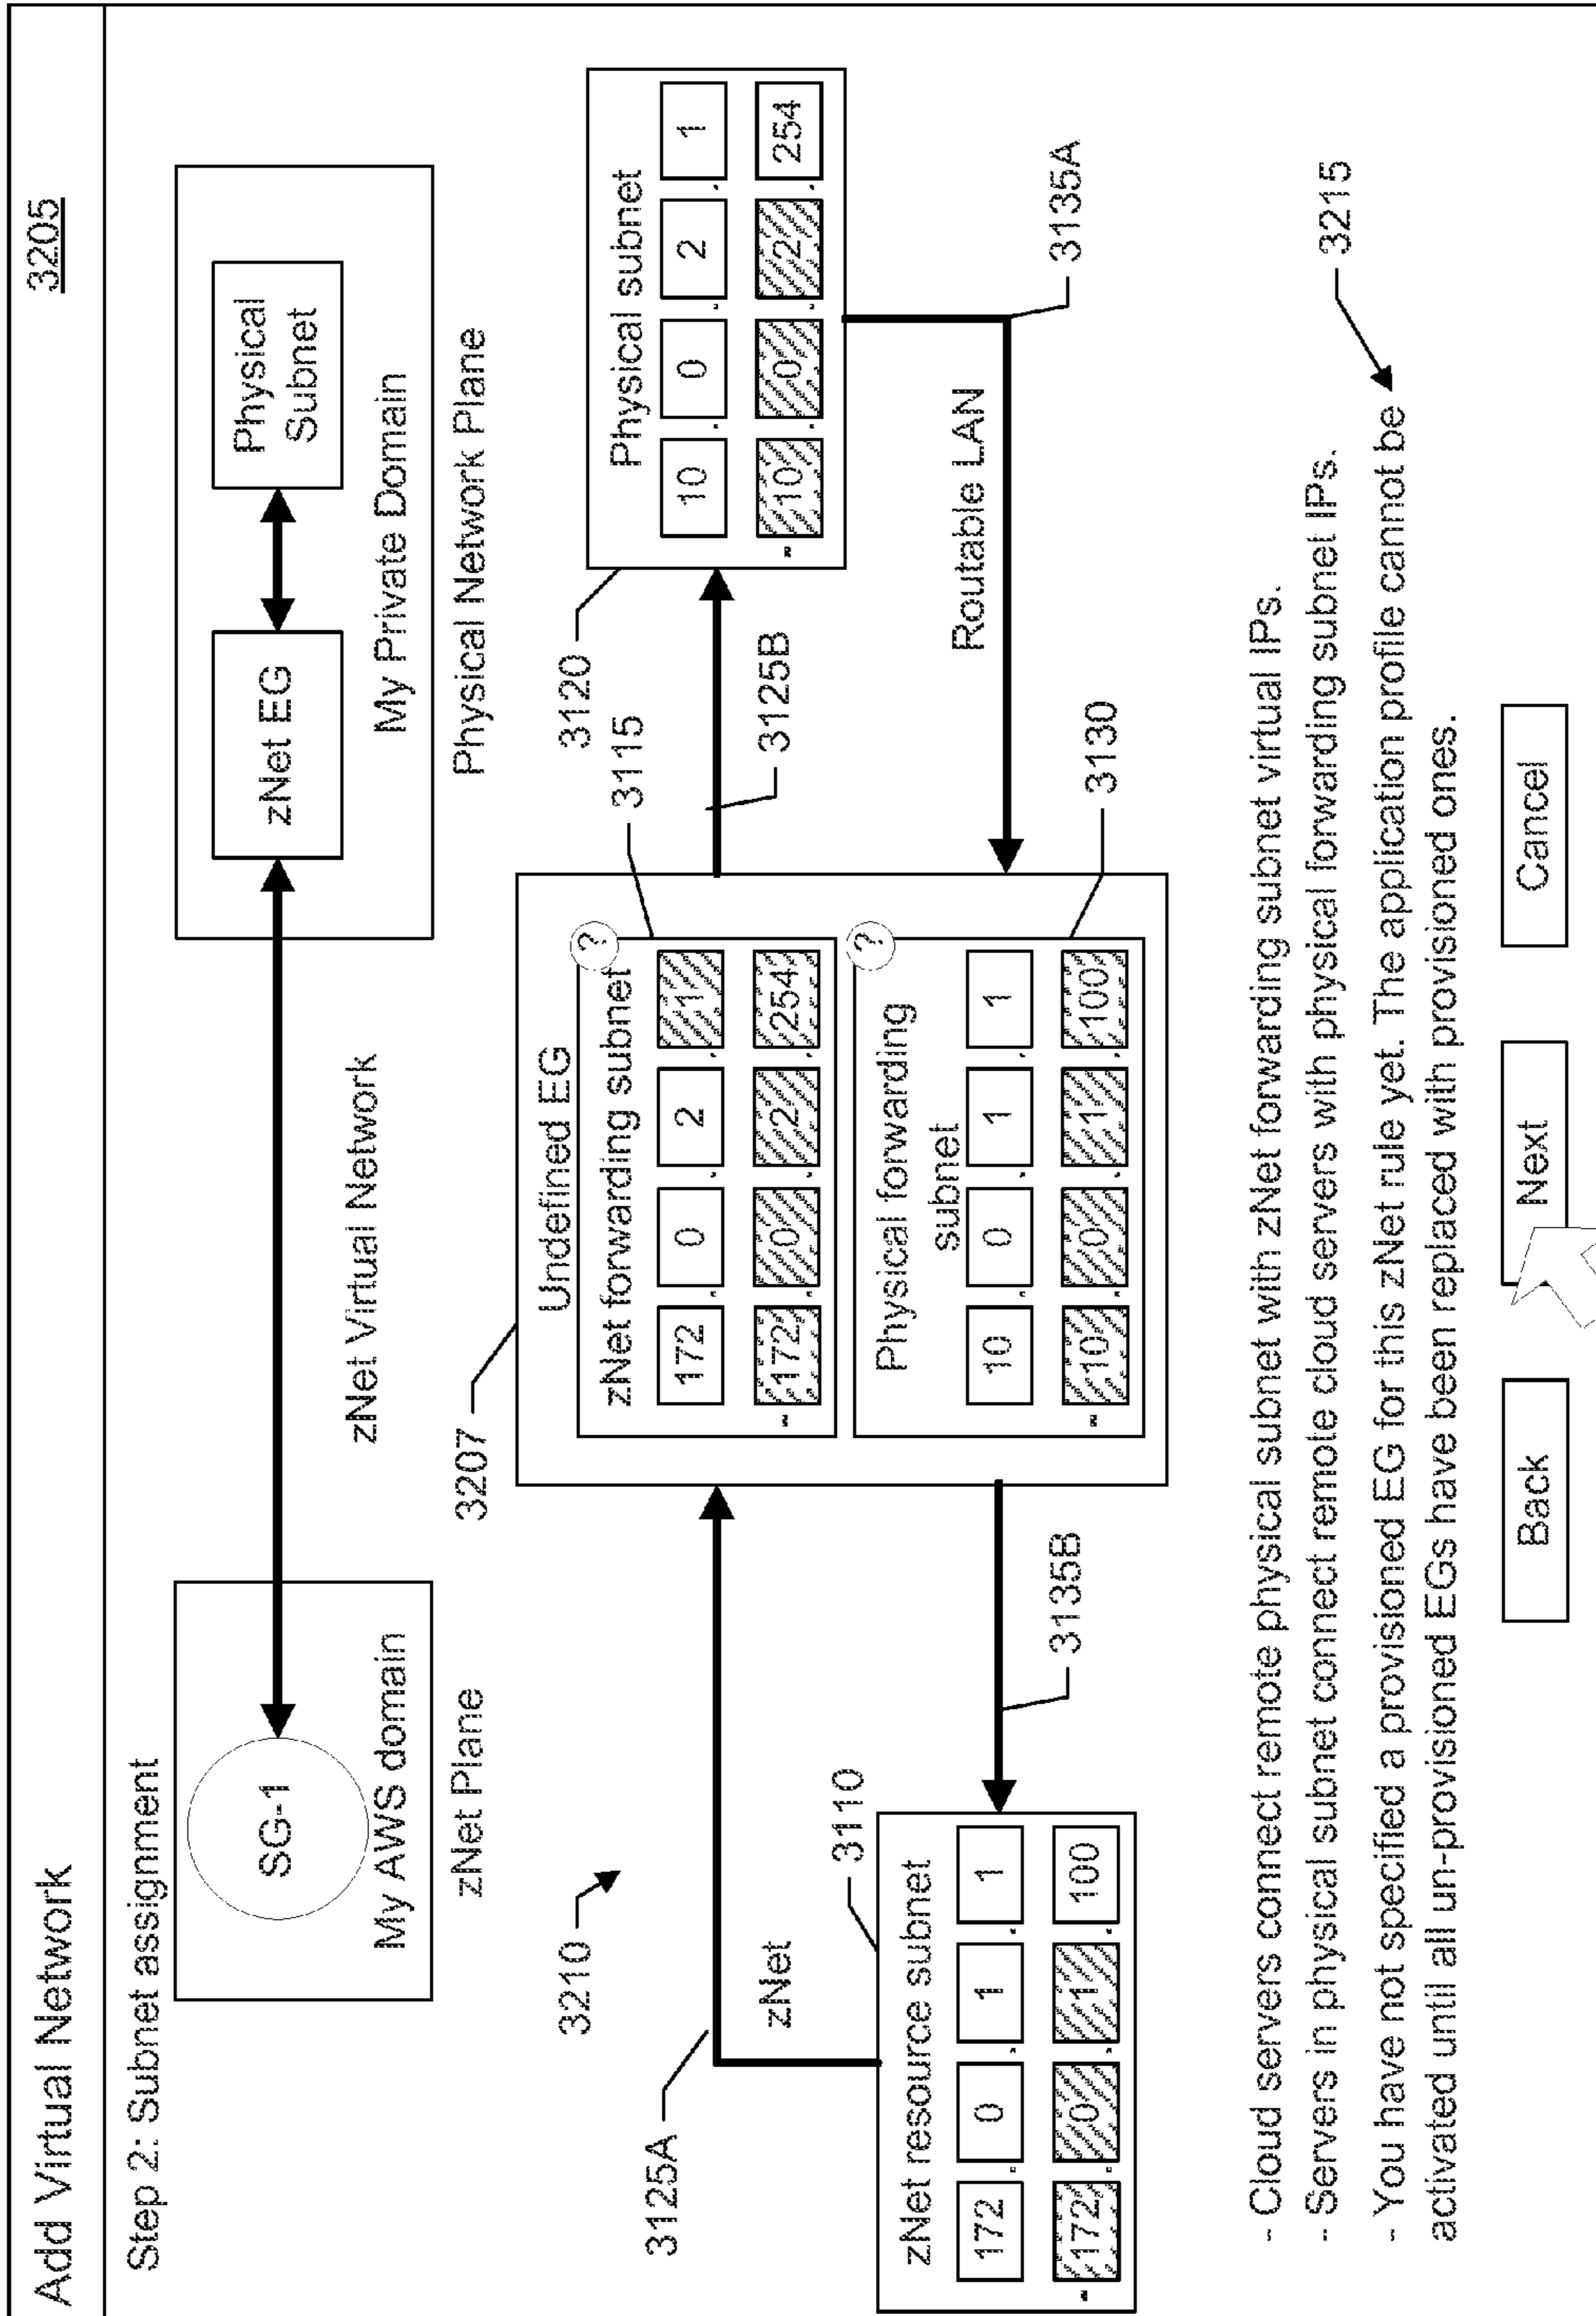 Add Virtual Network
3205
Step 2: Subnet assignment
SG-1
My AWS domain
zNet Plane
zNet Virtual Network
zNet EG
Physical
Subnet
My Private Domain
Physical Network Plane
3210
3207
3125A
zNet
3110
zNet resource subnet
172 . 0 . 1 . 1
- 172 . 0 . 1 . 100
3135B
Undefined EG
3115
zNet forwarding subnet
?
172 . 0 . 2 . 1
- 172 . 0 . 2 . 254
Physical forwarding
subnet
?
10 . 0 . 1 . 1
- 10 . 0 . 1 . 100
3130
3125B
3120
Physical subnet
10 . 0 . 2 . 1
- 10 . 0 . 2 . 254
Routable LAN
3135A
3215
- Cloud servers connect remote physical subnet with zNet forwarding subnet virtual IPs.
- Servers in physical subnet connect remote cloud servers with physical forwarding subnet IPs.
- You have not specified a provisioned EG for this zNet rule yet. The application profile cannot be
activated until all un-provisioned EGs have been replaced with provisioned ones.
Back
Next
Cancel